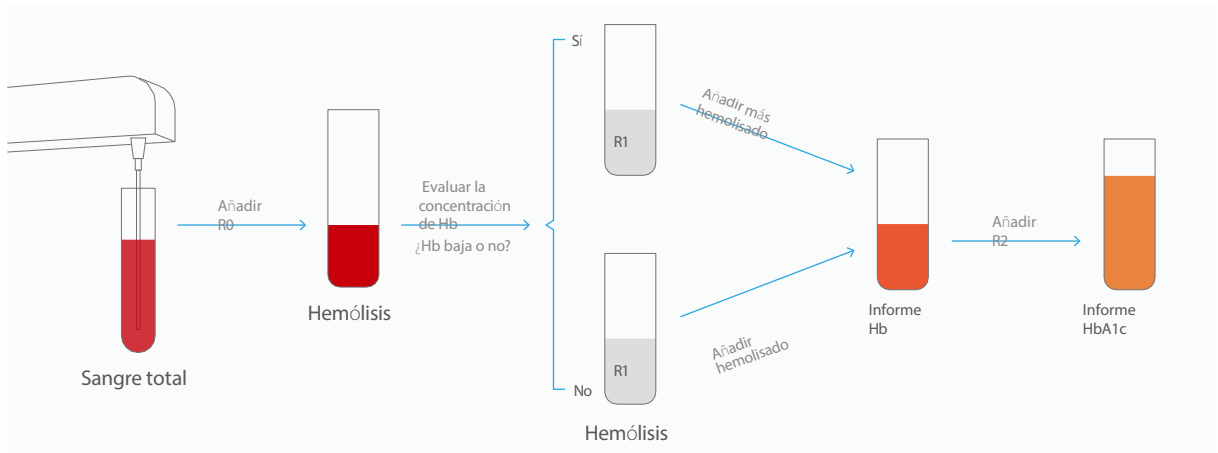 Sangre total
Añadir
R0
Hemólisis
Evaluar la
concentración
de Hb
¿Hb baja o no?
Sí
R1
Añadir más
hemolisado
No
R1
Hemólisis
Añadir
hemolisado
Informe
Hb
Añadir
R2
Informe
HbA1c